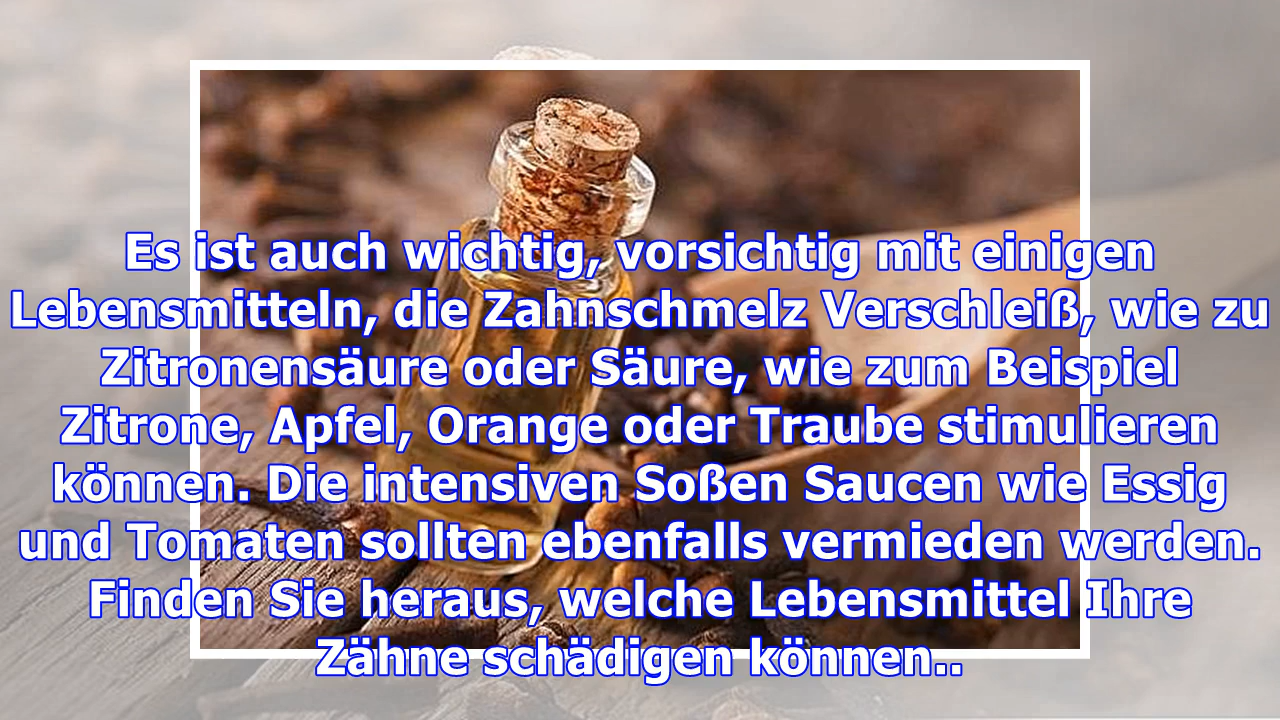 Es ist auch wichtig, vorsichtig mit einigen
Lebensmitteln, die Zahnschmelz Verschleiß, wie zu
Zitronensäure oder Säure, wie zum Beispiel
Zitrone, Apfel, Orange oder Traube stimulieren
können. Die intensiven Soßen Saucen wie Essig
und Tomaten sollten ebenfalls vermieden werden.
Finden Sie heraus, welche Lebensmittel Ihre
Zähne schädigen können..